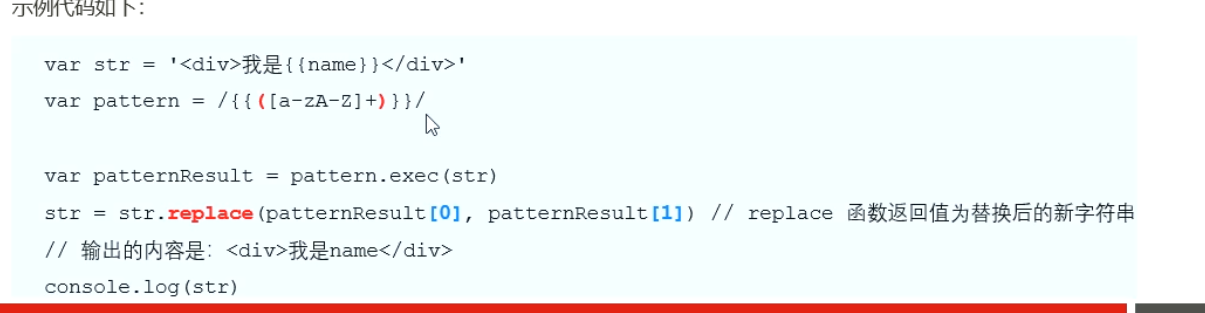 示例代码如下:
var str = '<div>我是{{name}}</div>'
var pattern = /{{([a-zA-Z]+)}}/
var patternResult = pattern.exec(str)
str = str.replace(patternResult[0], patternResult[1]) // replace 函数返回值为替换后的新字符串
// 输出的内容是: <div>我是name</div>
console.log(str)